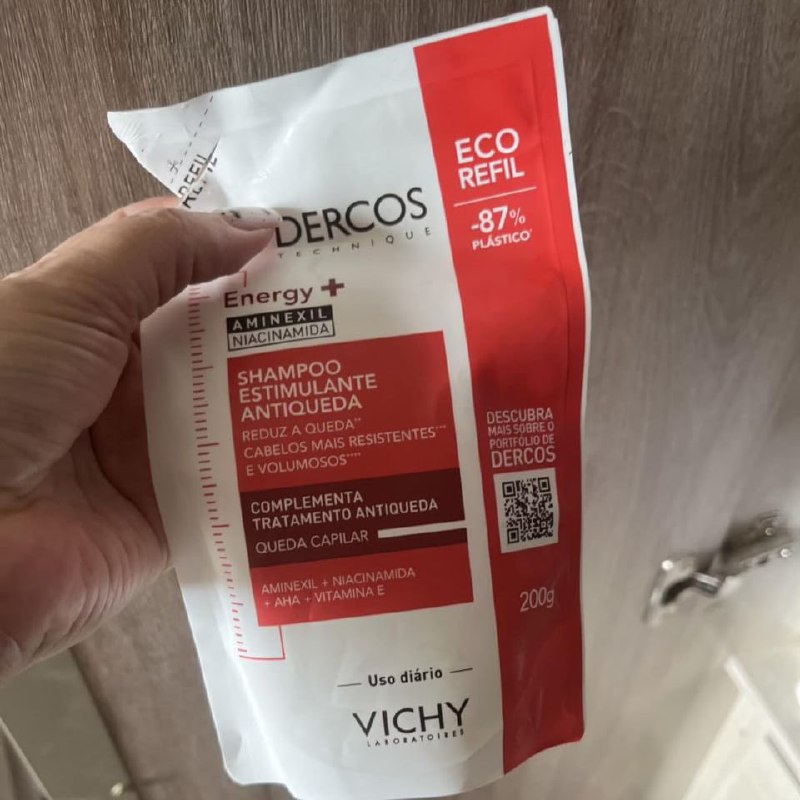 REFIL
DERCOS
TECHNIQUE
Energy+
AMINEXIL
NIACINAMIDA
SHAMPOO
ESTIMULANTE
ANTIQUEDA
REDUZ A QUEDA**
CABELOS MAIS RESISTENTES***
E VOLUMOSOS****
COMPLEMENTA
TRATAMENTO ANTIQUEDA
QUEDA CAPILAR
AMINEXIL + NIACINAMIDA
+ AHA + VITAMINA E
Uso diário
VICHY
LABORATOIRES
ECO
REFIL
-87%
PLÁSTICO*
DESCUBRA
MAIS SOBRE O
PORTFÓLIO DE
DERCOS
200g